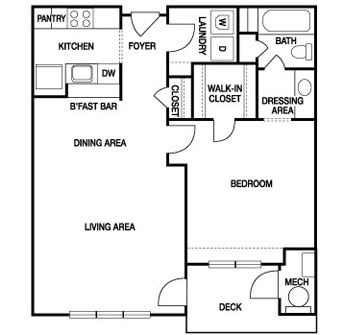 PANTRY
KITCHEN
FOYER
LAUNDRY
W
D
BATH
DW
B'FAST BAR
CLOSET
WALK-IN
CLOSET
DRESSING
AREA
DINING AREA
BEDROOM
LIVING AREA
MECH
DECK